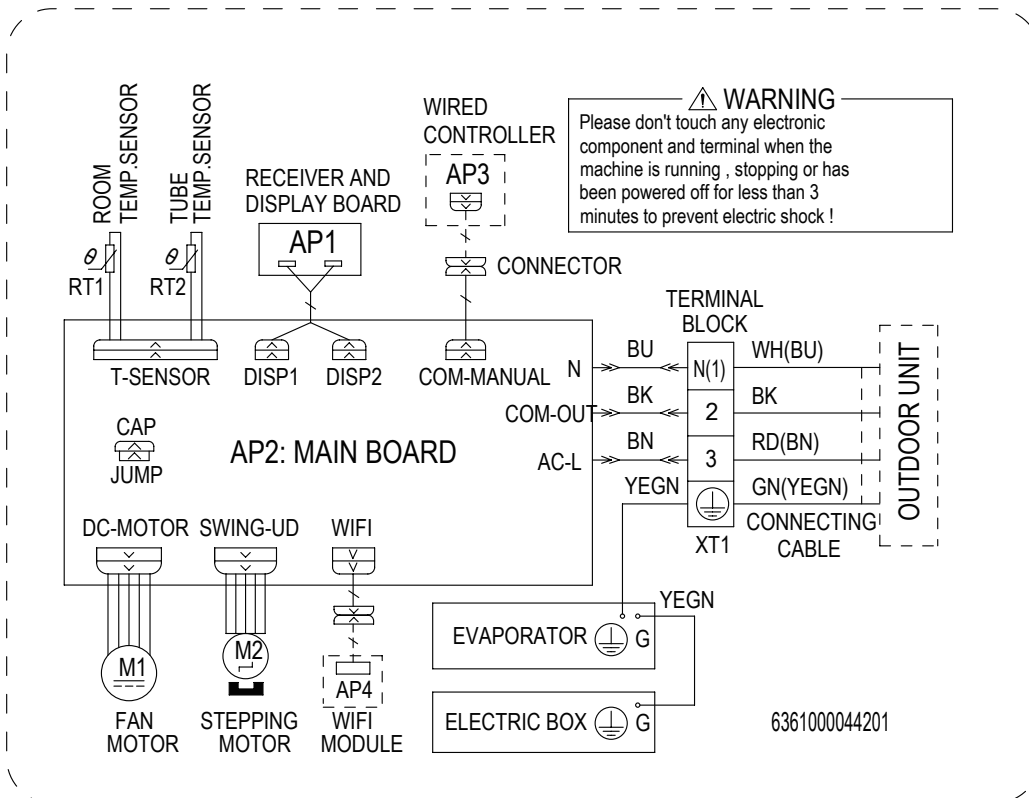 ROOM
TEMP.SENSOR
TUBE
TEMP.SENSOR
θ
RT1
θ
RT2
RECEIVER AND
DISPLAY BOARD
AP1
WIRED
CONTROLLER
AP3
CONNECTOR
WARNING
Please don't touch any electronic
component and terminal when the
machine is running , stopping or has
been powered off for less than 3
minutes to prevent electric shock !
T-SENSOR
DISP1
DISP2
COM-MANUAL
N
COM-OUT
AC-L
CAP
JUMP
AP2: MAIN BOARD
DC-MOTOR
SWING-UD
WIFI
TERMINAL
BLOCK
BU
N(1)
WH(BU)
BK
2
BK
BN
3
RD(BN)
YEGN
GN(YEGN)
XT1
CONNECTING
CABLE
OUTDOOR UNIT
M1
FAN
MOTOR
M2
STEPPING
MOTOR
AP4
WIFI
MODULE
YEGN
EVAPORATOR
G
ELECTRIC BOX
G
6361000044201